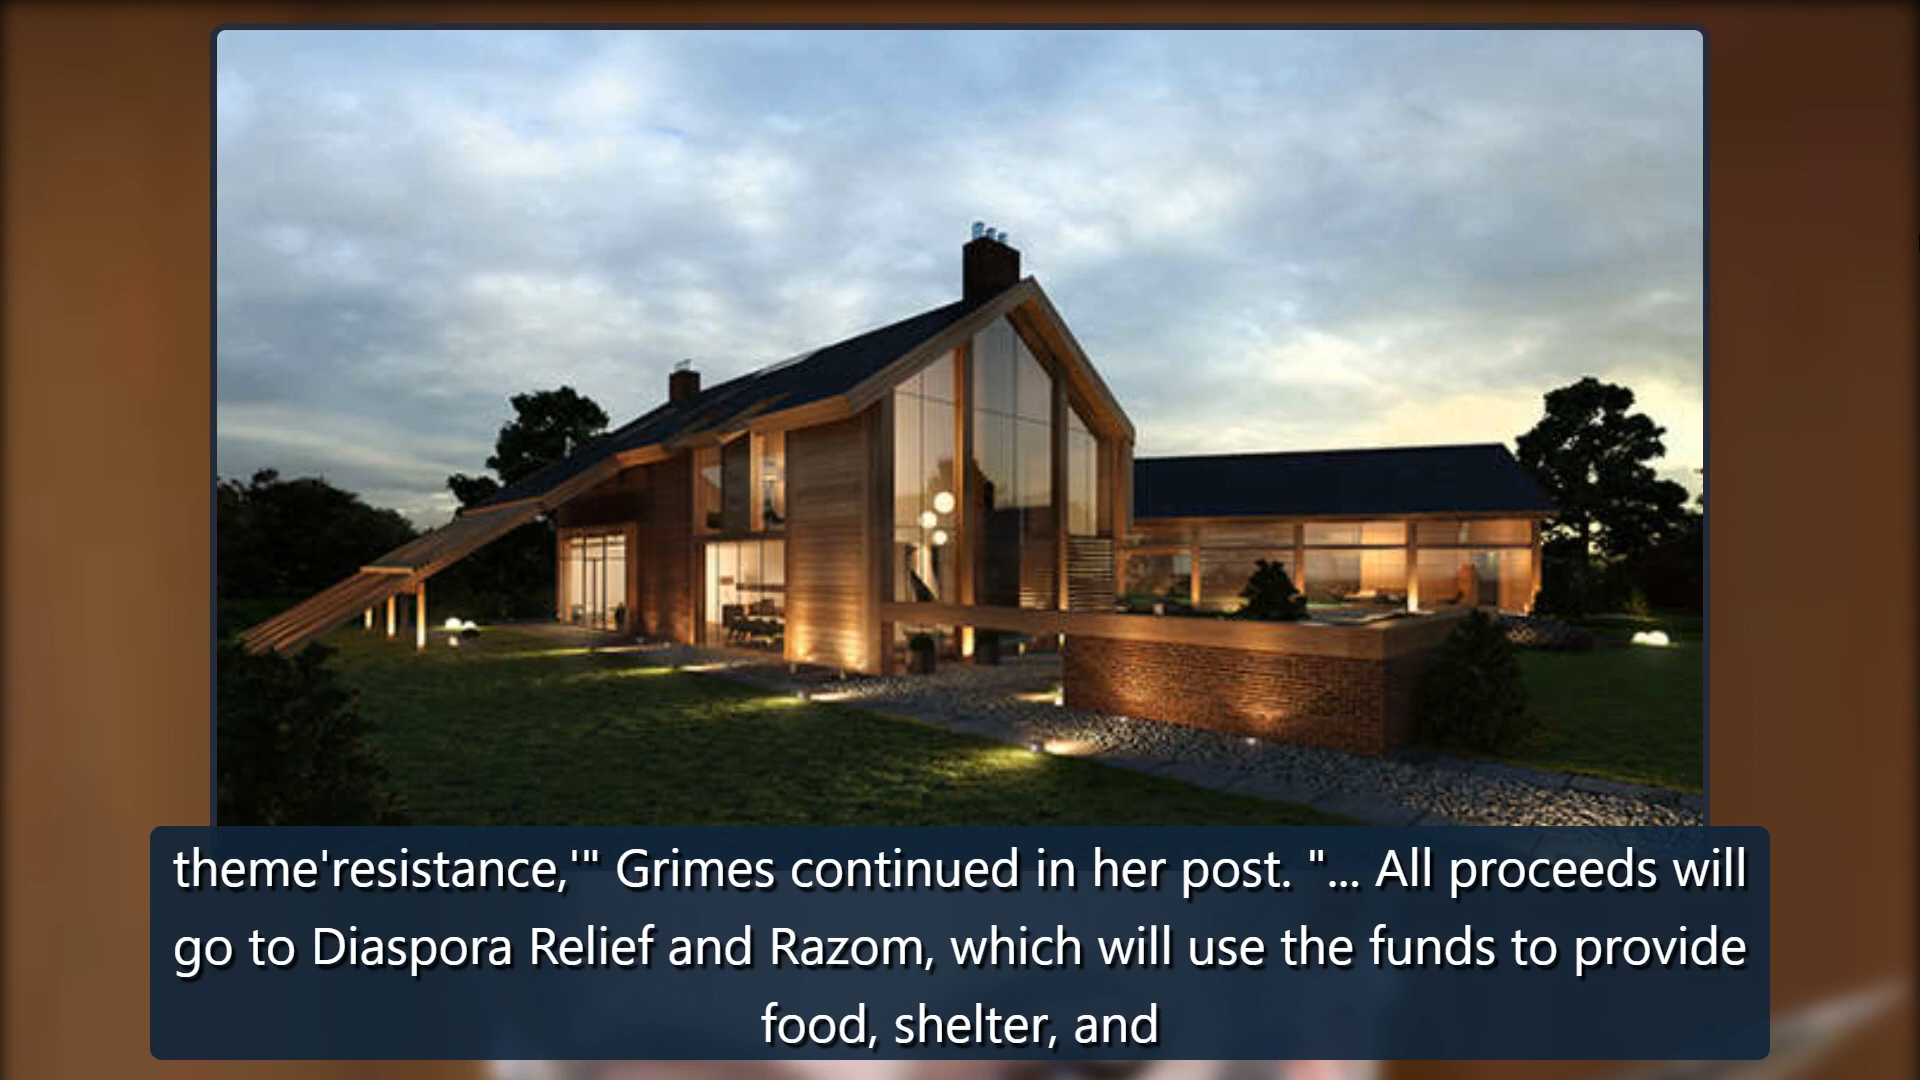 theme'resistance,'" Grimes continued in her post. "... All proceeds will
go to Diaspora Relief and Razom, which will use the funds to provide
food, shelter, and